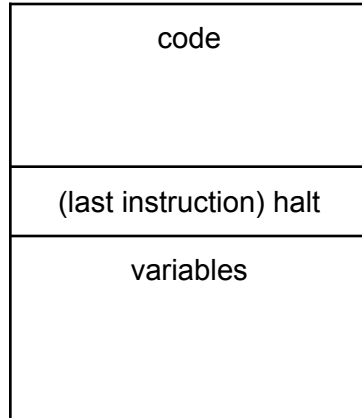 code
(last instruction) halt
variables